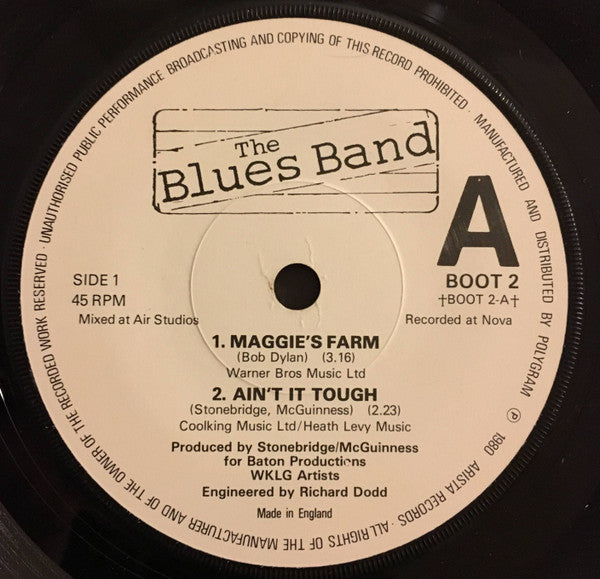 UNAUTHORISED PUBLIC PERFORMANCE BROADCASTING AND COPYING OF THIS RECORD PROHIBITED · MANUFACTURED AND DISTRIBUTED BY POLYGRAM ℗ 1980 ARISTA RECORDS · ALL RIGHTS OF THE MANUFACTURER AND OF THE OWNER OF THE RECORDED WORK RESERVED ·
The
Blues Band
A
SIDE 1
BOOT 2
45 RPM
†BOOT 2-A†
Mixed at Air Studios
Recorded at Nova
1. MAGGIE'S FARM
(Bob Dylan) (3.16)
Warner Bros Music Ltd
2. AIN'T IT TOUGH
(Stonebridge, McGuinness) (2.23)
Coolking Music Ltd/Heath Levy Music
Produced by Stonebridge/McGuinness
for Baton Productions
WKLG Artists
Engineered by Richard Dodd
Made in England